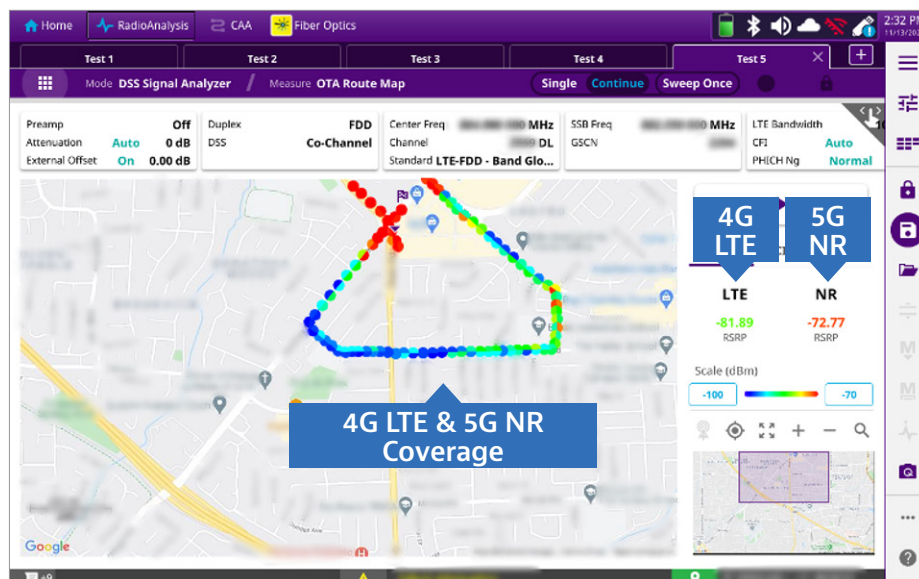 Home RadioAnalysis CAA Fiber Optics
2:32 PM
Test 1 Test 2 Test 3 Test 4 Test 5
Mode DSS Signal Analyzer / Measure OTA Route Map Single Continue Sweep Once
Preamp Off
Attenuation Auto 0 dB
External Offset On 0.00 dB
Duplex FDD
DSS Co-Channel
Center Freq MHz
Channel DL
Standard LTE-FDD - Band Glo...
SSB Freq MHz
GSCN
LTE Bandwidth
CFI Auto
PHICH Ng Normal
4G LTE
5G NR
LTE NR
-81.89 -72.77
RSRP RSRP
Scale (dBm)
-100 -70
4G LTE & 5G NR
Coverage
Google